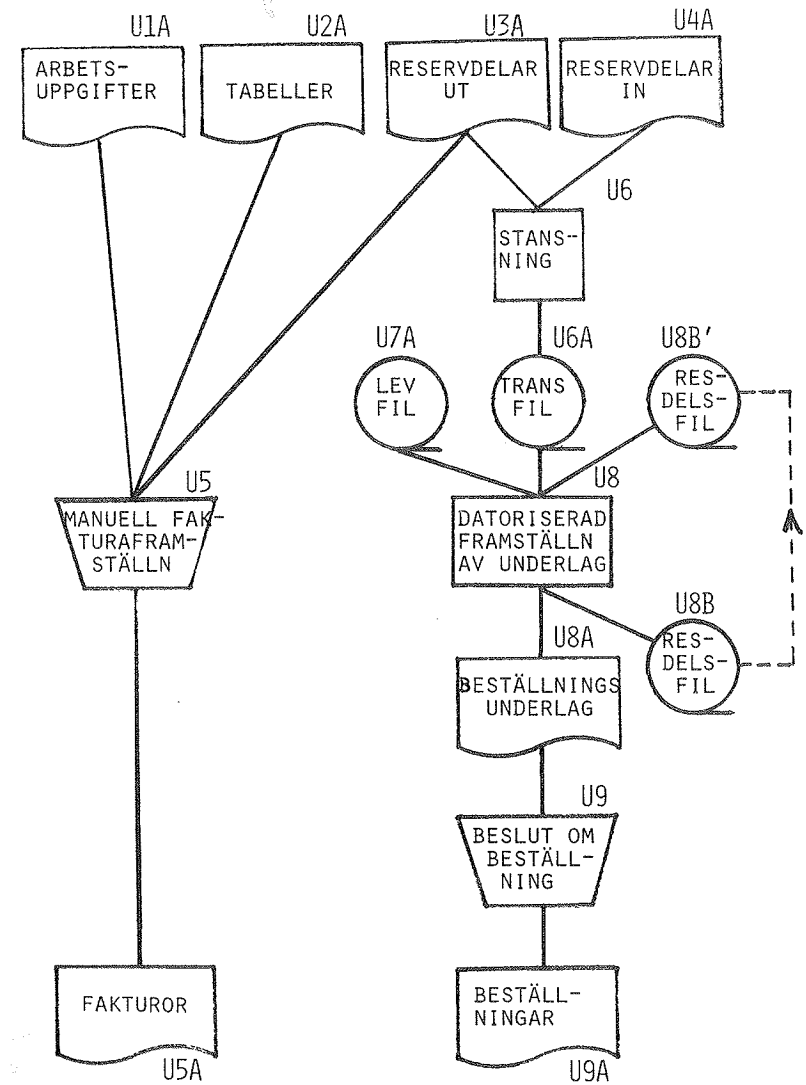 U1A
ARBETS-
UPPGIFTER
U2A
TABELLER
U3A
RESERVDELAR
UT
U4A
RESERVDELAR
IN
U6
STANS-
NING
U7A
LEV
FIL
U6A
TRANS
FIL
U8B'
RES-
DELS-
FIL
U5
MANUELL FAK-
TURAFRAM-
STÄLLN
U8
DATORISERAD
FRAMSTÄLLN
AV UNDERLAG
U8B
RES-
DELS-
FIL
U8A
BESTÄLLNINGS
UNDERLAG
U9
BESLUT OM
BESTÄLL-
NING
FAKTUROR
U5A
BESTÄLL-
NINGAR
U9A